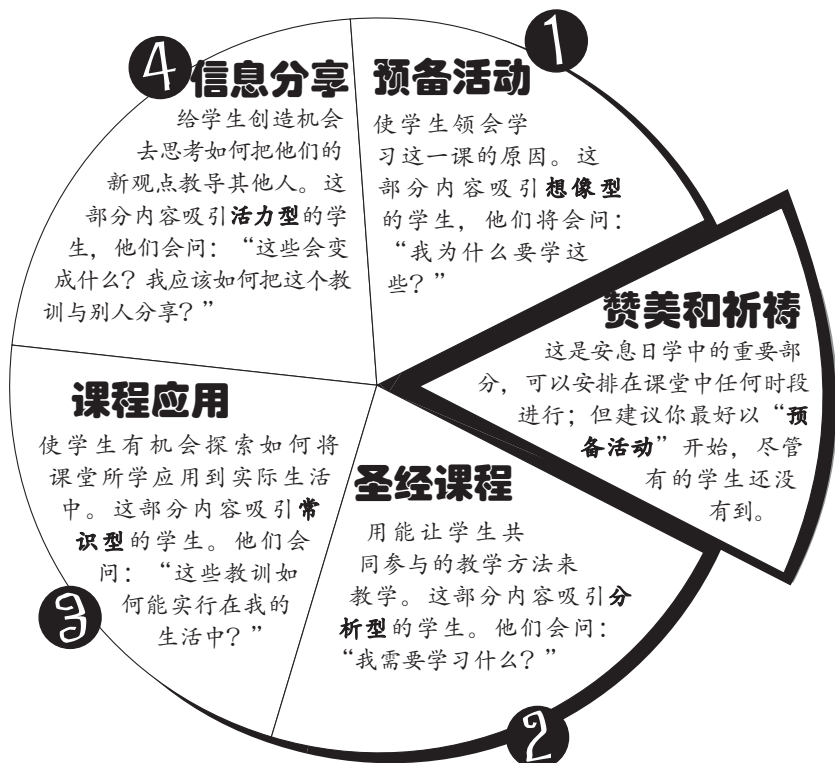 1
预备活动
使学生领会学
习这一课的原因。这
部分内容吸引想像型
的学生，他们将会问：
“我为什么要学这
些？”
赞美和祈祷
这是安息日学中的重要部
分，可以安排在课堂中任何时段
进行；但建议你最好以“预
备活动”开始，尽管
有的学生还没
有到。
圣经课程
用能让学生共
同参与的教学方法来
教学。这部分内容吸引分
析型的学生。他们会问：
“我需要学习什么？”
2
课程应用
使学生有机会探索如何将
课堂所学应用到实际生活
中。这部分内容吸引常
识型的学生。他们会
问：“这些教训如
何能实行在我的
生活中？”
3
4
信息分享
给学生创造机会
去思考如何把他们的
新观点教导其他人。这
部分内容吸引活力型的学
生，他们会问：“这些会变
成什么？我应该如何把这个教
训与别人分享？”